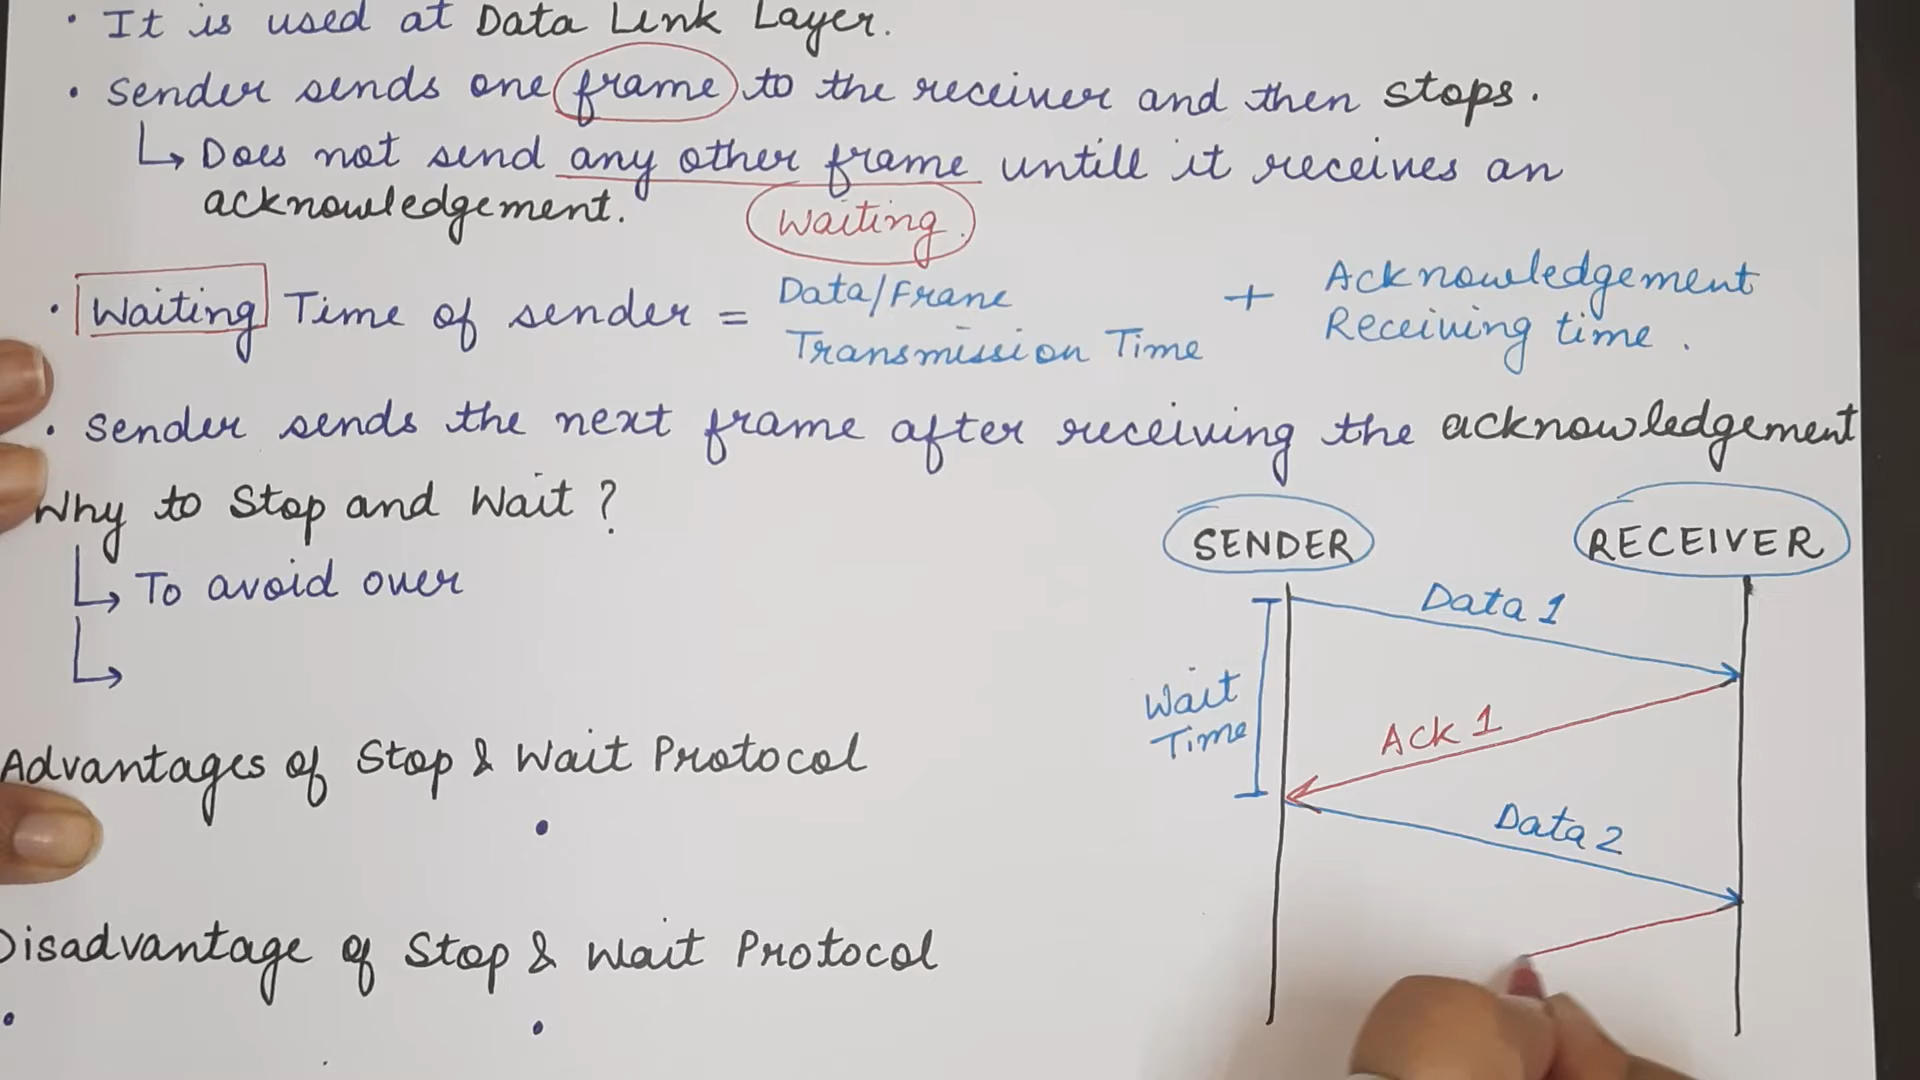 • It is used at Data Link Layer.
• Sender sends one frame to the receiver and then stops.
↳ Does not send any other frame untill it receives an
acknowledgement.
Waiting.
• Waiting Time of sender = Data/Frane Transmission Time + Acknowledgement Receiving time.
• Sender sends the next frame after receiving the acknowledgement
Why to Stop and Wait?
↳ To avoid over
↳
SENDER
RECEIVER
Data 1
Wait
Time
Ack 1
Data 2
Advantages of Stop & Wait Protocol
•
Disadvantage of Stop & Wait Protocol
• •